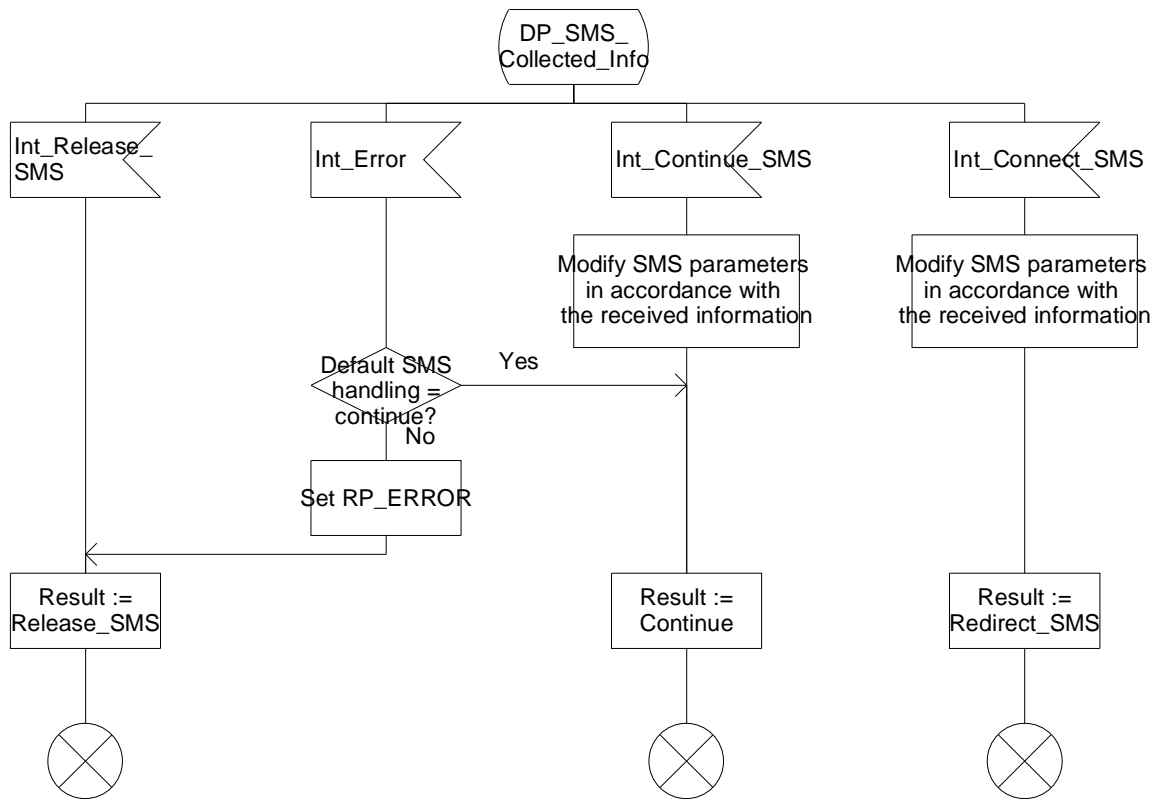 DP_SMS_
Collected_Info
Int_Release_
SMS
Int_Error
Int_Continue_SMS
Int_Connect_SMS
Modify SMS parameters
in accordance with
the received information
Modify SMS parameters
in accordance with
the received information
Default SMS
handling =
continue?
Yes
No
Set RP_ERROR
Result :=
Release_SMS
Result :=
Continue
Result :=
Redirect_SMS